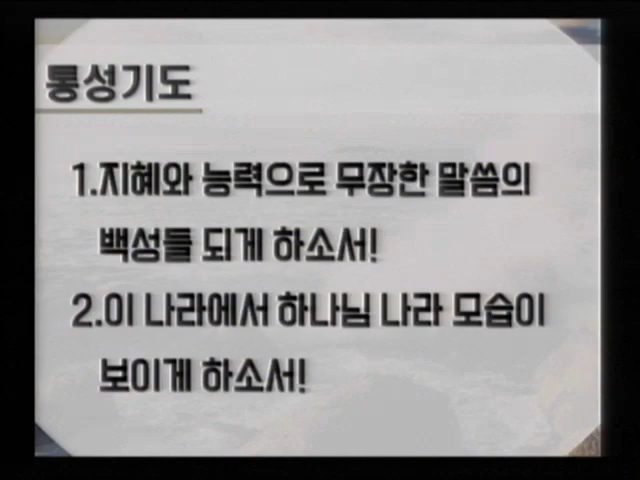 통성기도
1.지혜와 능력으로 무장한 말씀의
백성들 되게 하소서!
2.이 나라에서 하나님 나라 모습이
보이게 하소서!